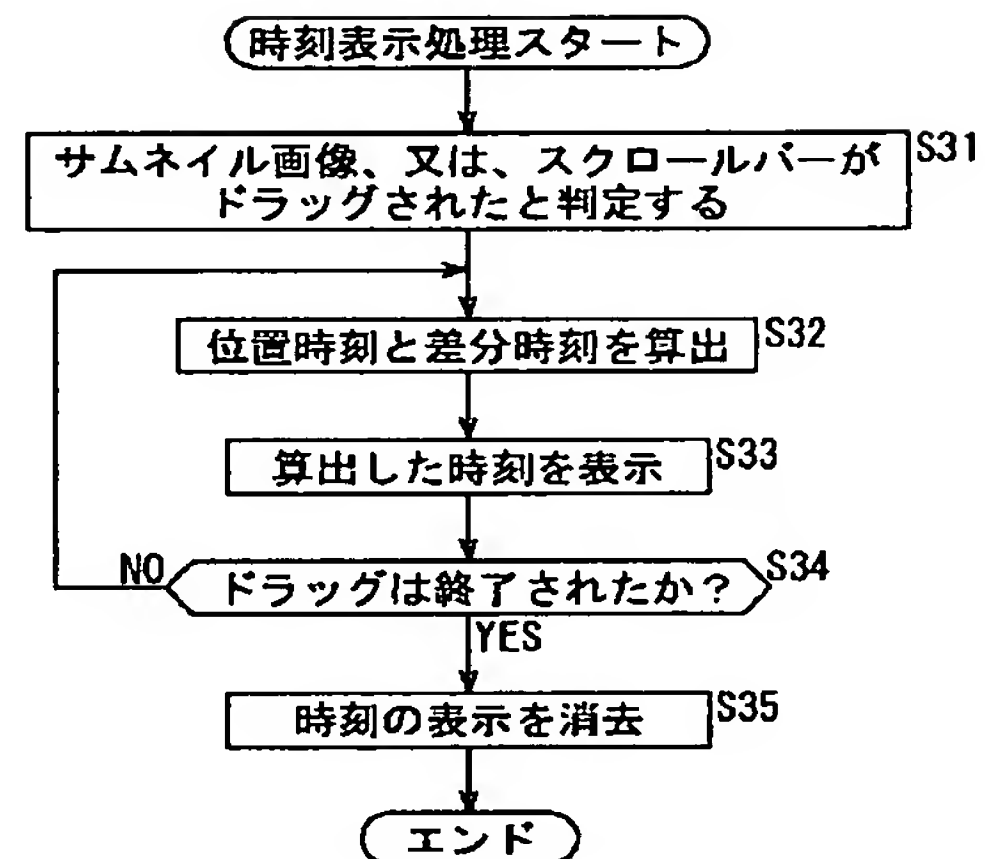 時刻表示処理スタート
サムネイル画像、又は、スクロールバーが
ドラッグされたと判定する
S31
位置時刻と差分時刻を算出
S32
算出した時刻を表示
S33
ドラッグは終了されたか？
S34
NO
YES
時刻の表示を消去
S35
エンド